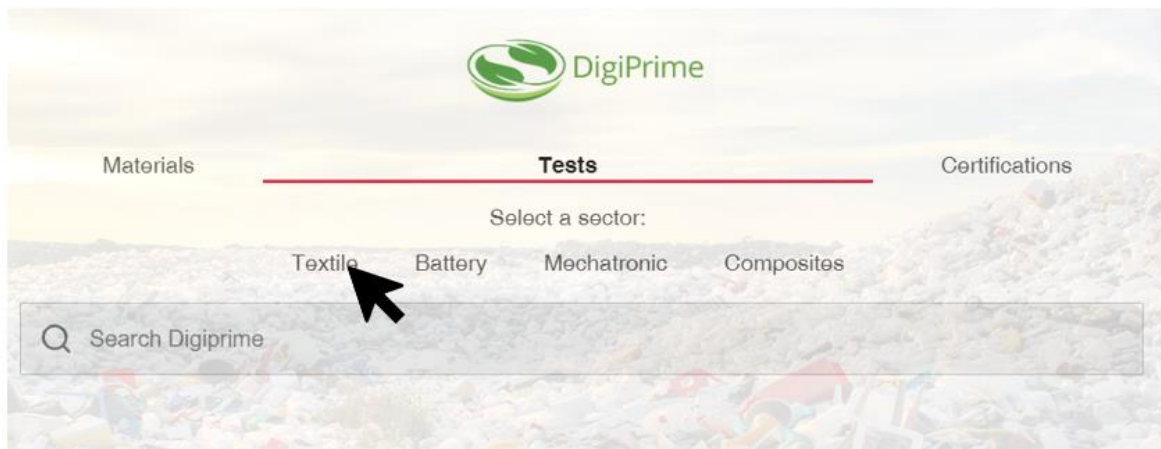 DigiPrime
Materials Tests Certifications
Select a sector:
Textile Battery Mechatronic Composites
Search Digiprime